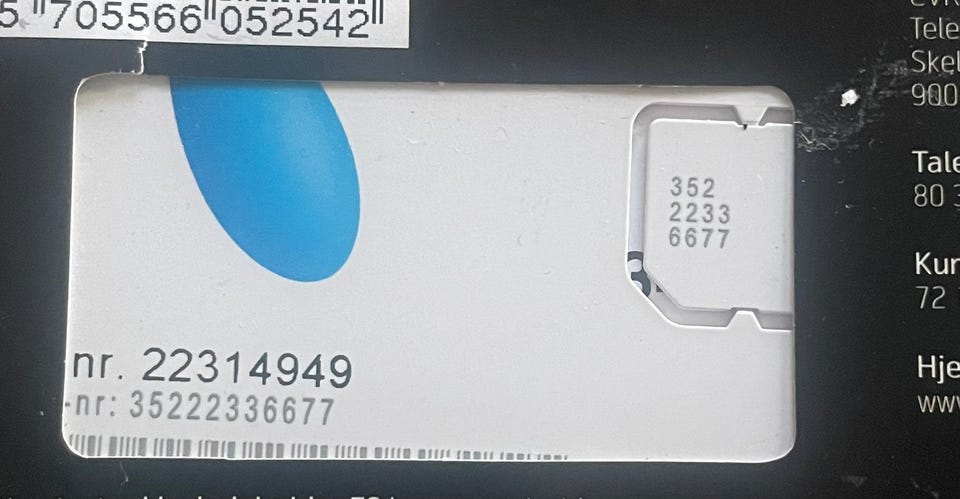 5 705566 052542
Tele
Skel
900
352
2233
6677
Tale
80 3
Kun
72
nr. 22314949
-nr: 35222336677
Hje
www